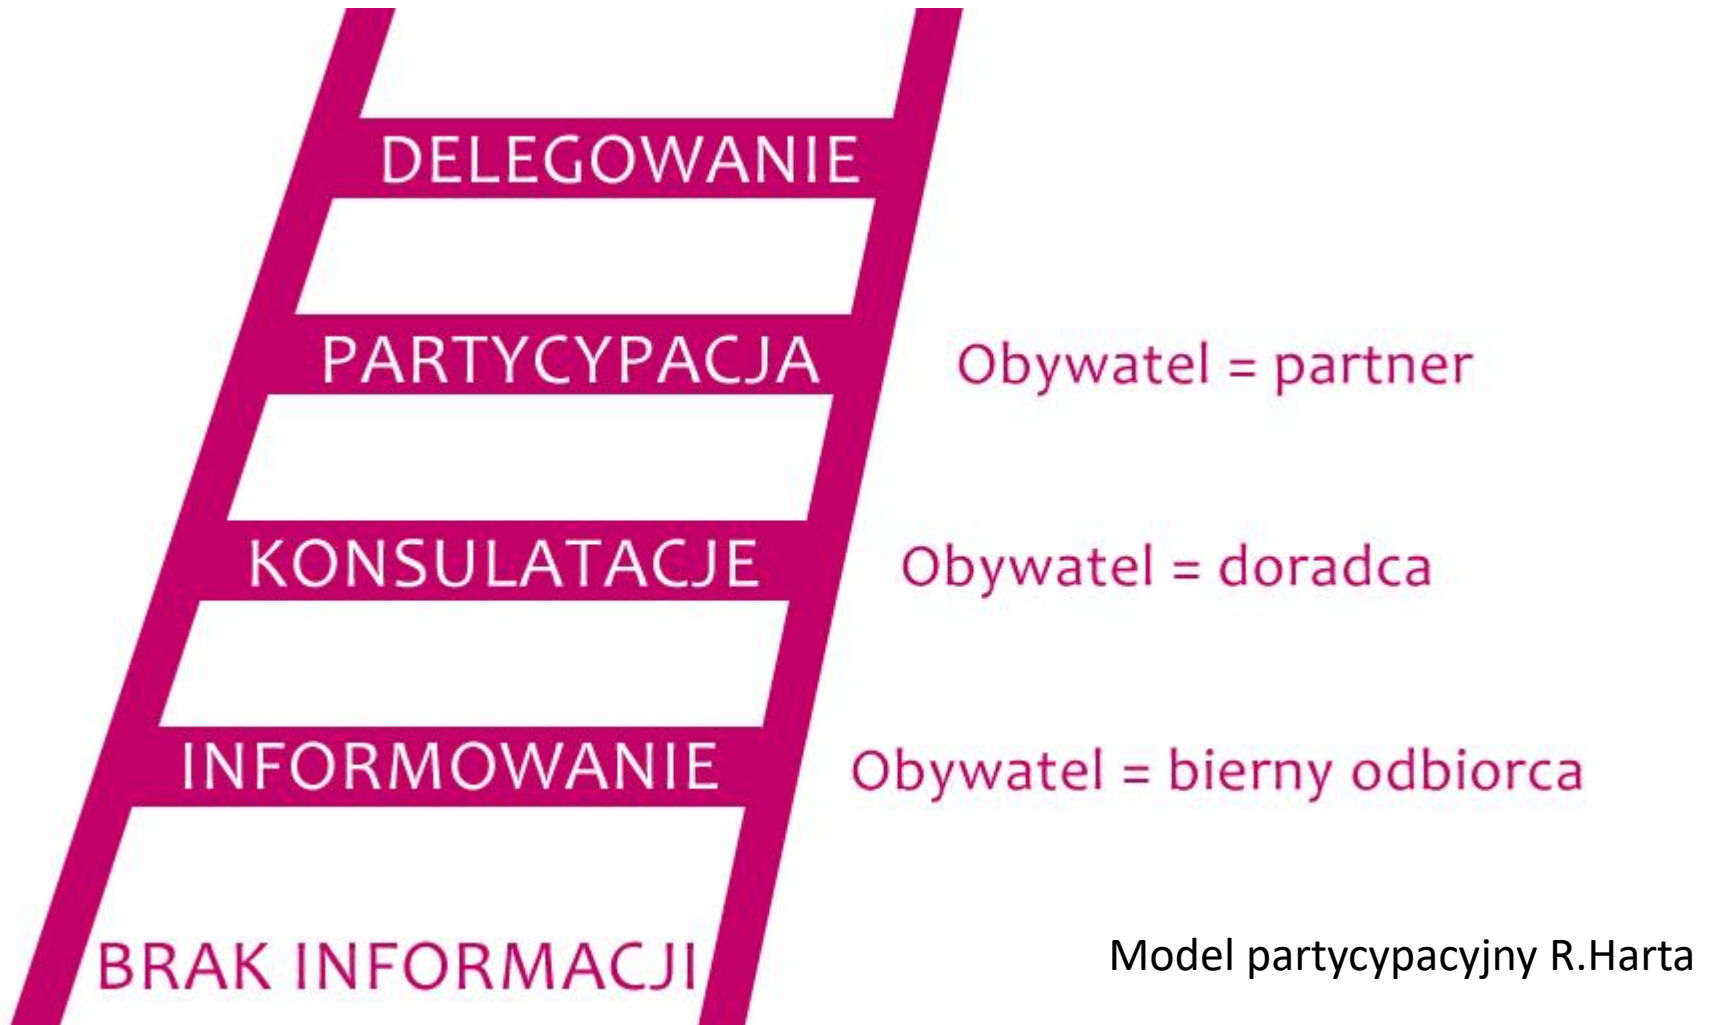 DELEGOWANIE
PARTYCYPACJA
Obywatel = partner
KONSULATACJE
Obywatel = doradca
INFORMOWANIE
Obywatel = bierny odbiorca
BRAK INFORMACJI
Model partycypacyjny R.Harta